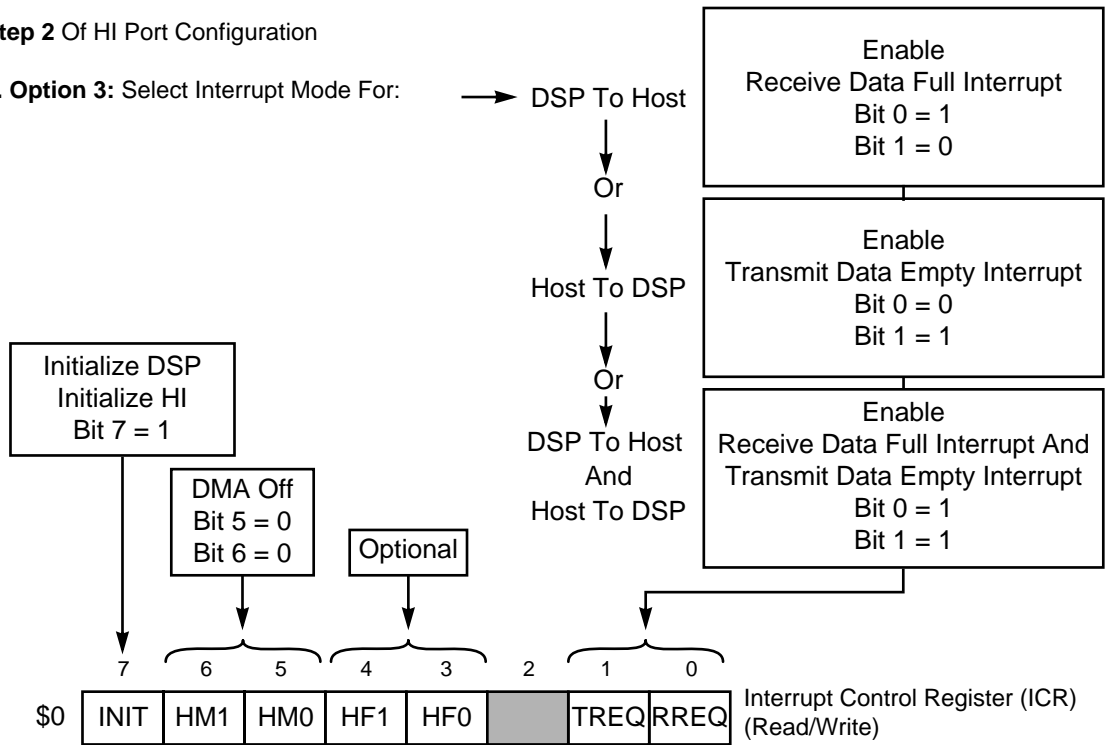 tep 2 Of HI Port Configuration
. Option 3: Select Interrupt Mode For:
DSP To Host
Or
Host To DSP
Or
DSP To Host
And
Host To DSP
Enable
Receive Data Full Interrupt
Bit 0 = 1
Bit 1 = 0
Enable
Transmit Data Empty Interrupt
Bit 0 = 0
Bit 1 = 1
Enable
Receive Data Full Interrupt And
Transmit Data Empty Interrupt
Bit 0 = 1
Bit 1 = 1
Initialize DSP
Initialize HI
Bit 7 = 1
DMA Off
Bit 5 = 0
Bit 6 = 0
Optional
7 6 5 4 3 2 1 0
$0 INIT HM1 HM0 HF1 HF0 TREQ RREQ
Interrupt Control Register (ICR)
(Read/Write)